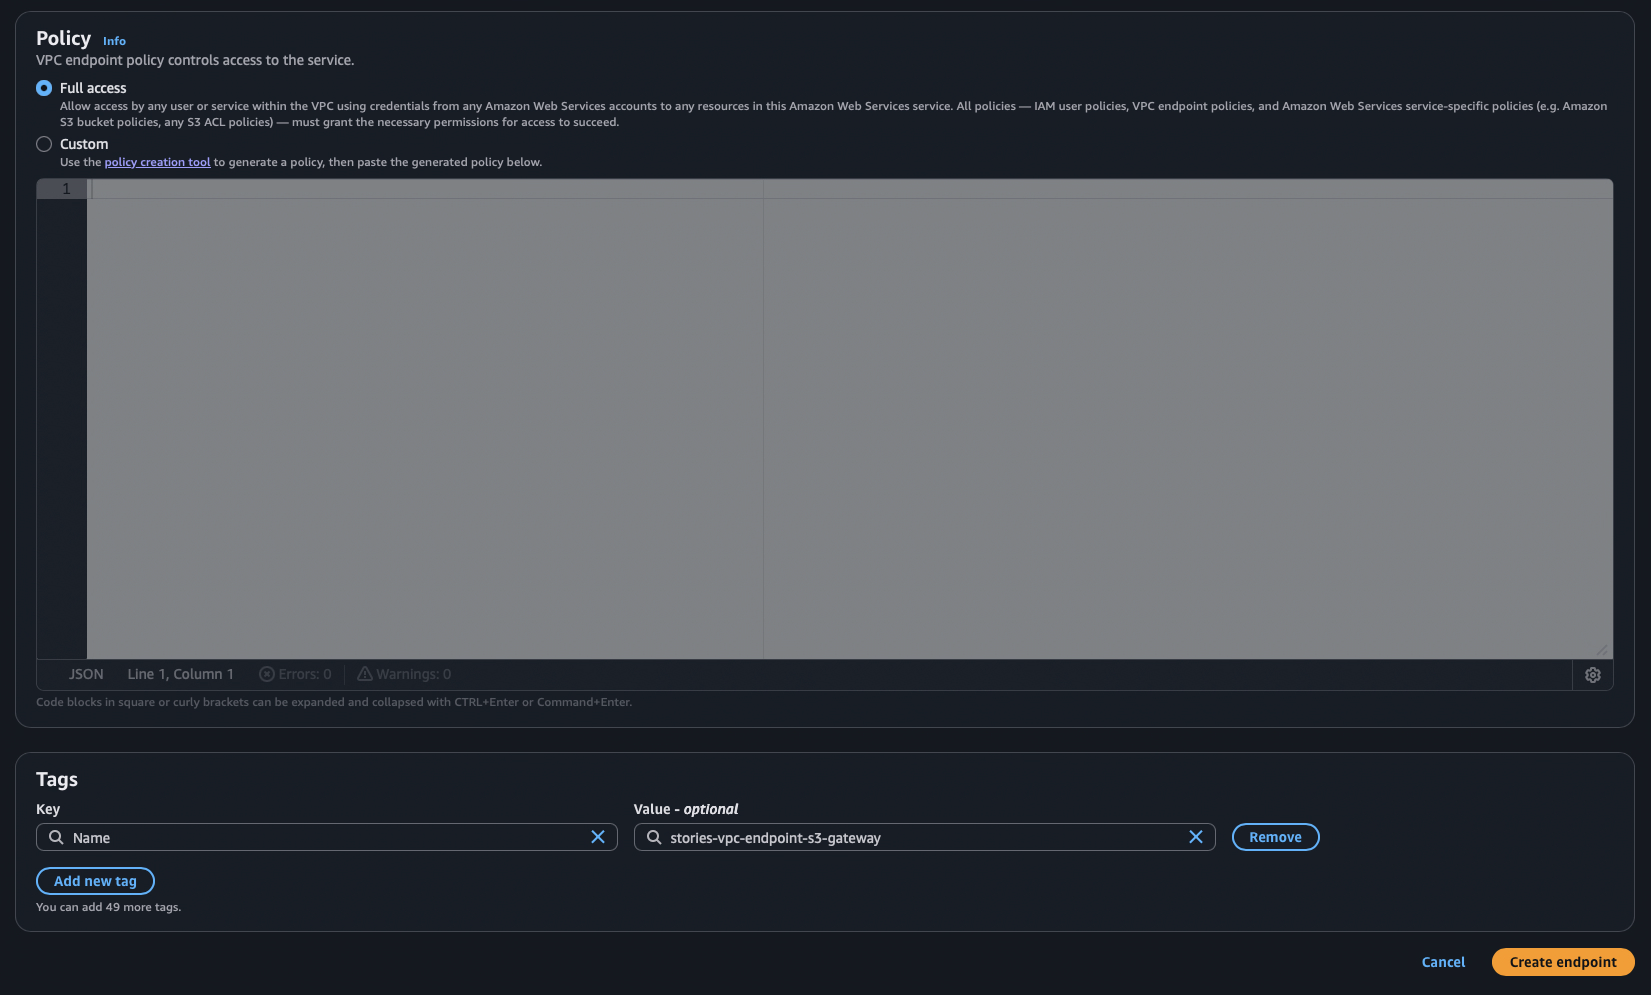 Policy Info
VPC endpoint policy controls access to the service.
Full access
Allow access by any user or service within the VPC using credentials from any Amazon Web Services accounts to any resources in this Amazon Web Services service. All policies — IAM user policies, VPC endpoint policies, and Amazon Web Services service-specific policies (e.g. Amazon
S3 bucket policies, any S3 ACL policies) — must grant the necessary permissions for access to succeed.
Custom
Use the policy creation tool to generate a policy, then paste the generated policy below.
1
JSON Line 1, Column 1 Errors: 0 Warnings: 0
Code blocks in square or curly brackets can be expanded and collapsed with CTRL+Enter or Command+Enter.
Tags
Key Value - optional
Name stories-vpc-endpoint-s3-gateway Remove
Add new tag
You can add 49 more tags.
Cancel Create endpoint